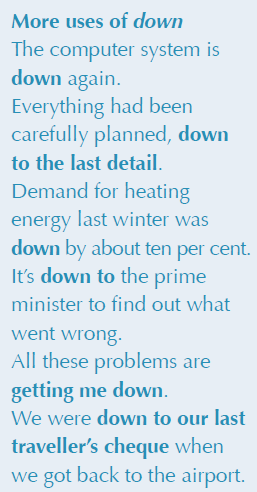 More uses of down
The computer system is
down again.
Everything had been
carefully planned, down
to the last detail.
Demand for heating
energy last winter was
down by about ten per cent.
It's down to the prime
minister to find out what
went wrong.
All these problems are
getting me down.
We were down to our last
traveller's cheque when
we got back to the airport.